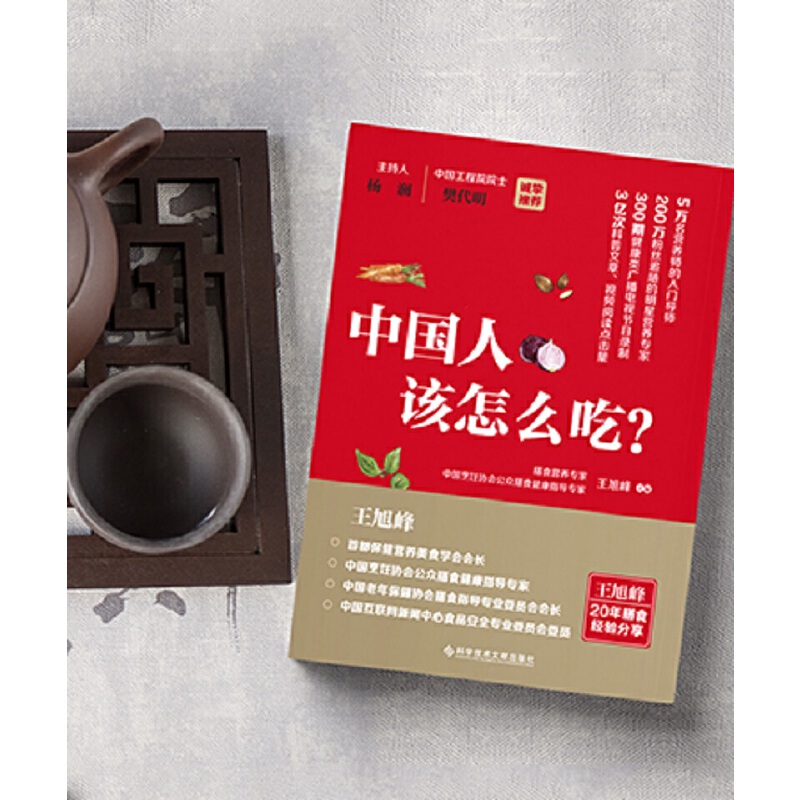 主持人
杨 澜
中国工程院院士
樊代明
诚挚
推荐
5万名营养师的入门导师
200万粉丝追随的明星营养专家
300期健康类广播电视节目录制
3亿次科普文章、视频阅读点击量
中国人
该怎么吃?
膳食营养专家
中国烹饪协会公众膳食健康指导专家
王旭峰
王旭峰
首都保健营养美食学会会长
中国烹饪协会公众膳食健康指导专家
中国老年保健协会膳食指导专业委员会会长
中国互联网新闻中心食品安全专业委员会委员
王旭峰
20年膳食
经验分享
科学技术文献出版社